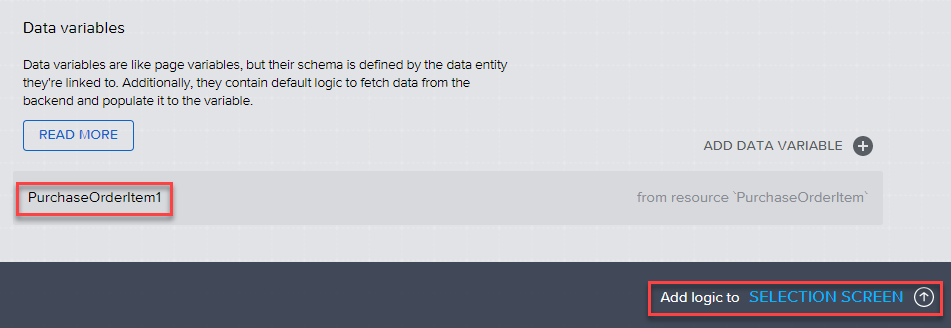 Data variables
Data variables are like page variables, but their schema is defined by the data entity
they're linked to. Additionally, they contain default logic to fetch data from the
backend and populate it to the variable.
READ MORE
ADD DATA VARIABLE
PurchaseOrderItem1
from resource `PurchaseOrderItem`
Add logic to SELECTION SCREEN